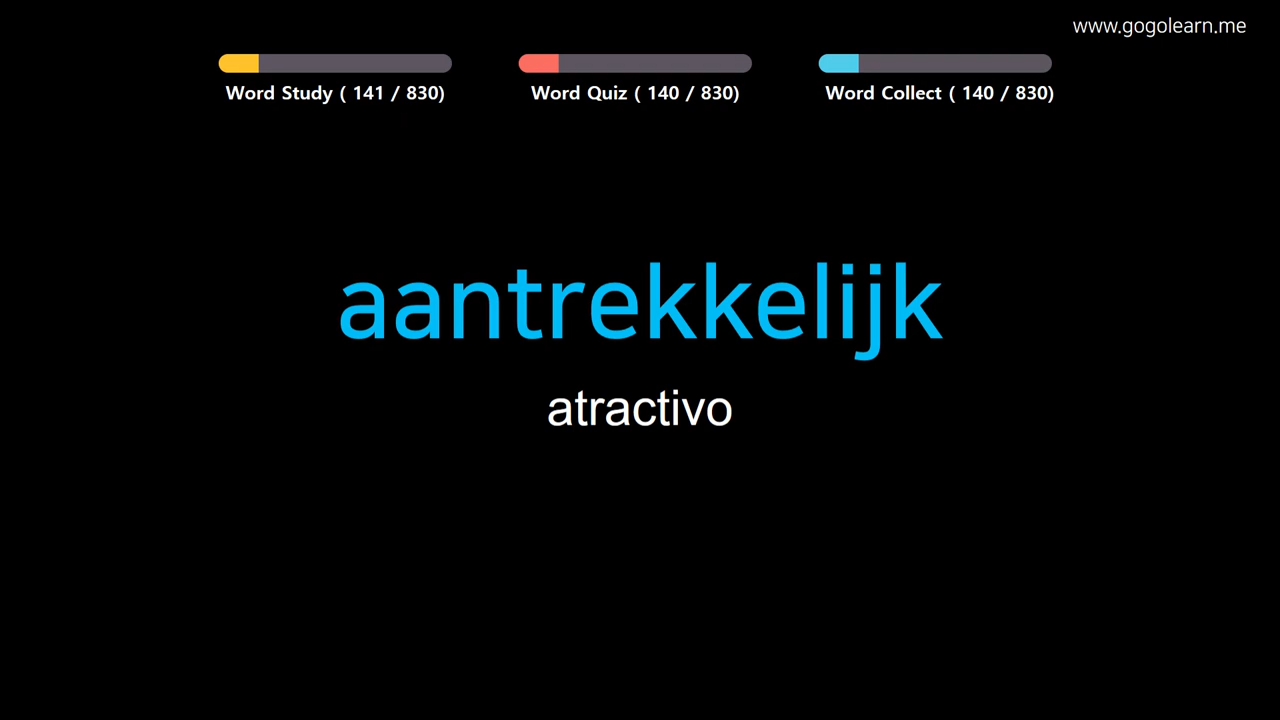 www.gogolearn.me
Word Study ( 141 / 830)
Word Quiz ( 140 / 830)
Word Collect ( 140 / 830)
aantrekkelijk
atractivo